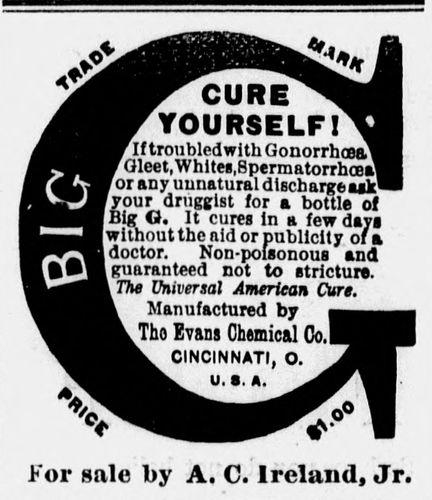 TRADE MARK
BIG
CURE
YOURSELF!
If troubled with Gonorrhœa,
Gleet, Whites, Spermatorrhœa
or any unnatural discharge ask
your druggist for a bottle of
Big G. It cures in a few days
without the aid or publicity of a
doctor. Non-poisonous and
guaranteed not to stricture.
The Universal American Cure.
Manufactured by
The Evans Chemical Co.
CINCINNATI, O.
U. S. A.
PRICE $1.00
For sale by A. C. Ireland, Jr.